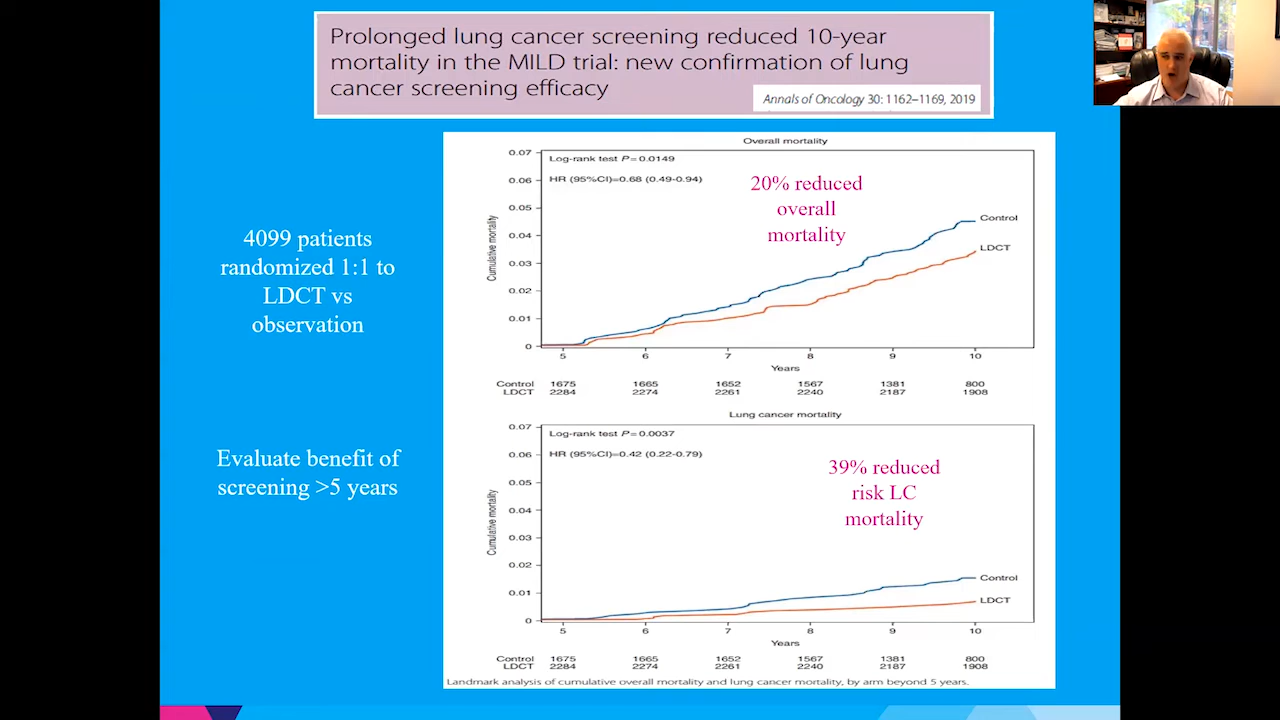 Prolonged lung cancer screening reduced 10-year
mortality in the MILD trial: new confirmation of lung
cancer screening efficacy
Annals of Oncology 30: 1162–1169, 2019
4099 patients
randomized 1:1 to
LDCT vs
observation
Evaluate benefit of
screening >5 years
Overall mortality
Log-rank test P=0.0149
HR (95%CI)=0.68 (0.49-0.94)
20% reduced
overall
mortality
Cumulative mortality
0.07
0.06
0.05
0.04
0.03
0.02
0.01
0
Control
LDCT
5 6 7 8 9 10
Years
Control 1675 1665 1652 1567 1381 800
LDCT 2284 2274 2261 2240 2187 1908
Lung cancer mortality
Log-rank test P=0.0037
HR (95%CI)=0.42 (0.22-0.79)
39% reduced
risk LC
mortality
Cumulative mortality
0.07
0.06
0.05
0.04
0.03
0.02
0.01
0
Control
LDCT
5 6 7 8 9 10
Years
Control 1675 1665 1652 1567 1381 800
LDCT 2284 2274 2261 2240 2187 1908
Landmark analysis of cumulative overall mortality and lung cancer mortality, by arm beyond 5 years.